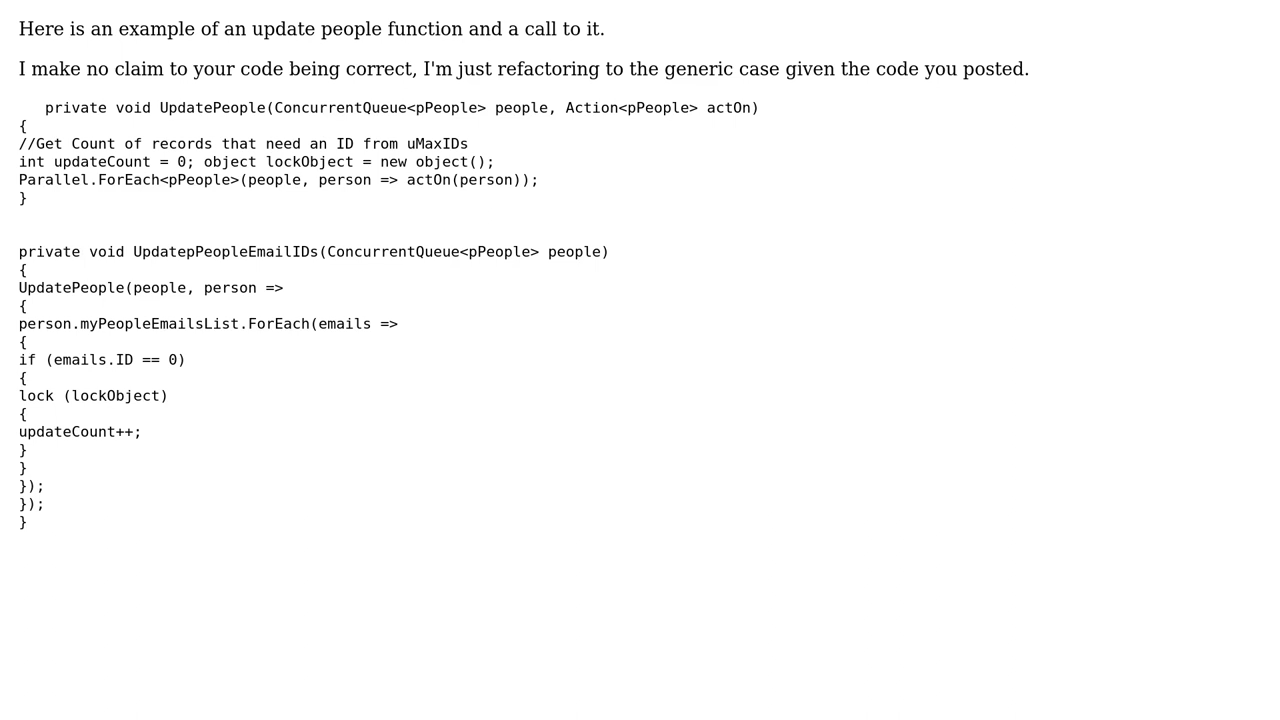 Here is an example of an update people function and a call to it.
I make no claim to your code being correct, I'm just refactoring to the generic case given the code you posted.
private void UpdatePeople(ConcurrentQueue<pPeople> people, Action<pPeople> actOn)
{
//Get Count of records that need an ID from uMaxIDs
int updateCount = 0; object lockObject = new object();
Parallel.ForEach<pPeople>(people, person => actOn(person));
}
private void UpdatepPeopleEmailIDs(ConcurrentQueue<pPeople> people)
{
UpdatePeople(people, person =>
{
person.myPeopleEmailsList.ForEach(emails =>
{
if (emails.ID == 0)
{
lock (lockObject)
{
updateCount++;
}
}
});
});
}